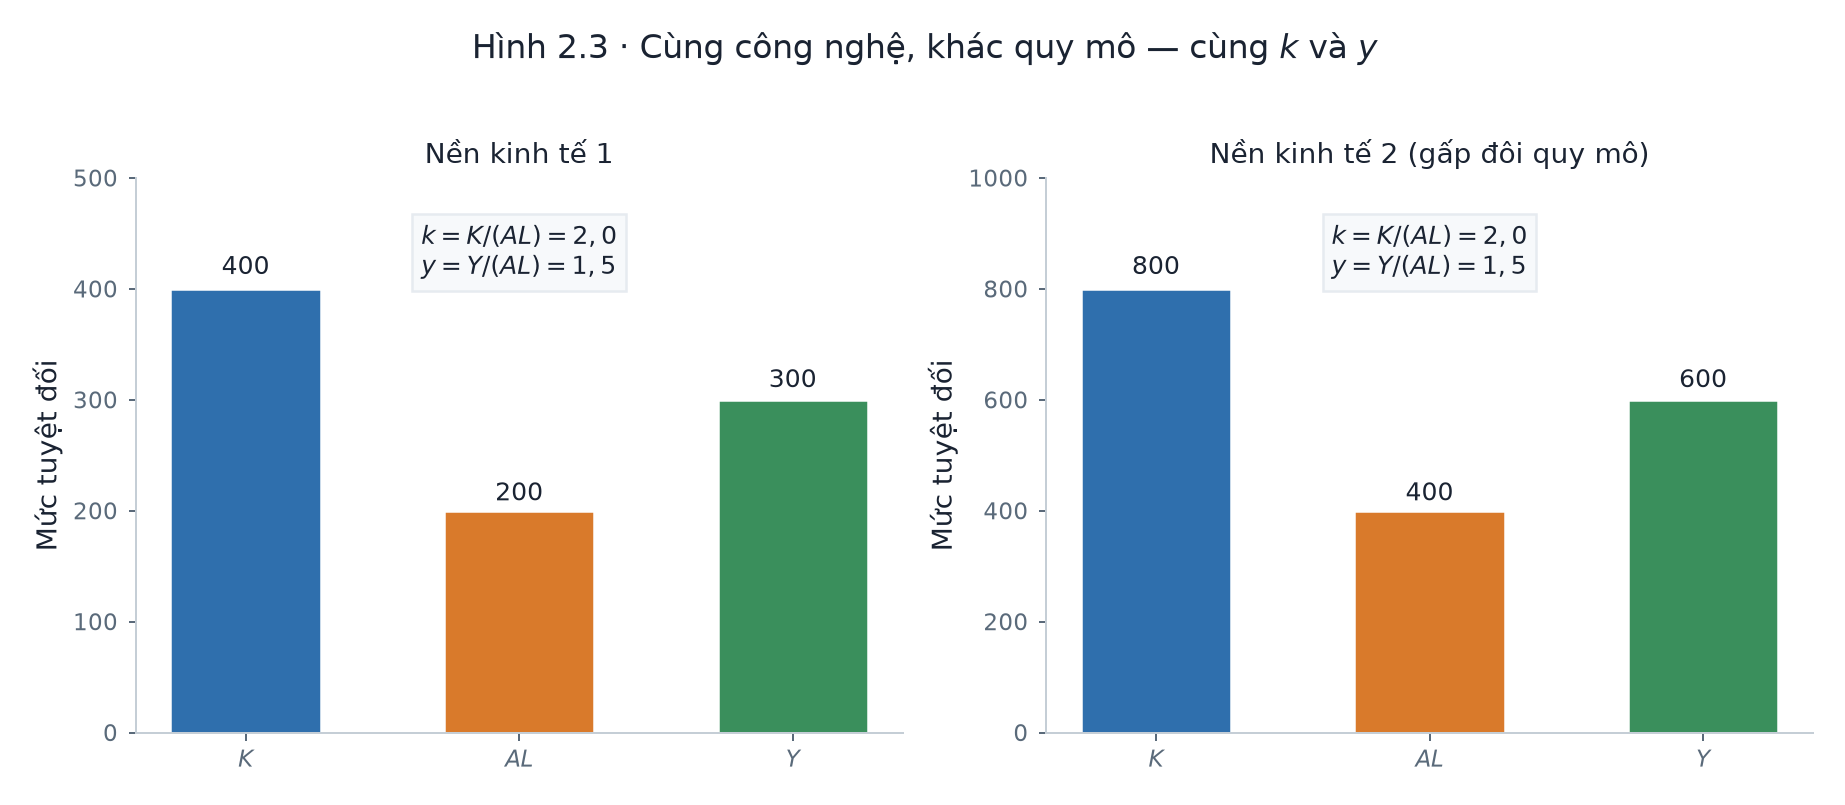 Hình 2.3 · Cùng công nghệ, khác quy mô — cùng k và y
Nền kinh tế 1
Mức tuyệt đối
500
400
300
200
100
0
k = K/(AL) = 2, 0
y = Y/(AL) = 1, 5
400
200
300
K
AL
Y
Nền kinh tế 2 (gấp đôi quy mô)
Mức tuyệt đối
1000
800
600
400
200
0
k = K/(AL) = 2, 0
y = Y/(AL) = 1, 5
800
400
600
K
AL
Y